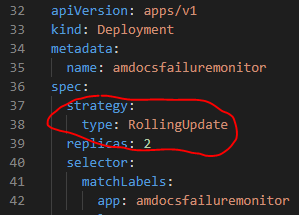 32 apiVersion: apps/v1
33 kind: Deployment
34 metadata:
35   name: amdocsfailuremonitor
36 spec:
37   strategy:
38     type: RollingUpdate
39   replicas: 2
40   selector:
41     matchLabels:
42       app: amdocsfailuremonitor